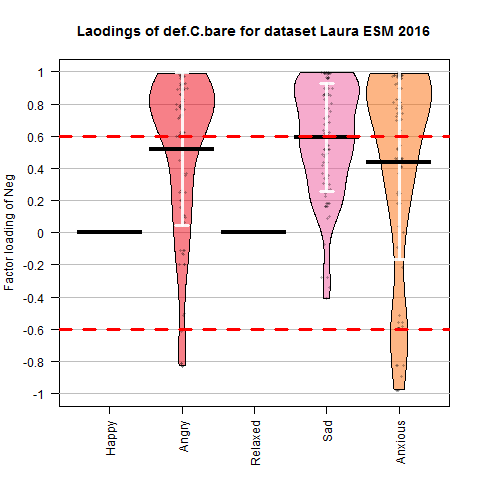 Laodings of def.C.bare for dataset Laura ESM 2016
Factor loading of Neg
1
0.8
0.6
0.4
0.2
0
-0.2
-0.4
-0.6
-0.8
-1
Happy
Angry
Relaxed
Sad
Anxious